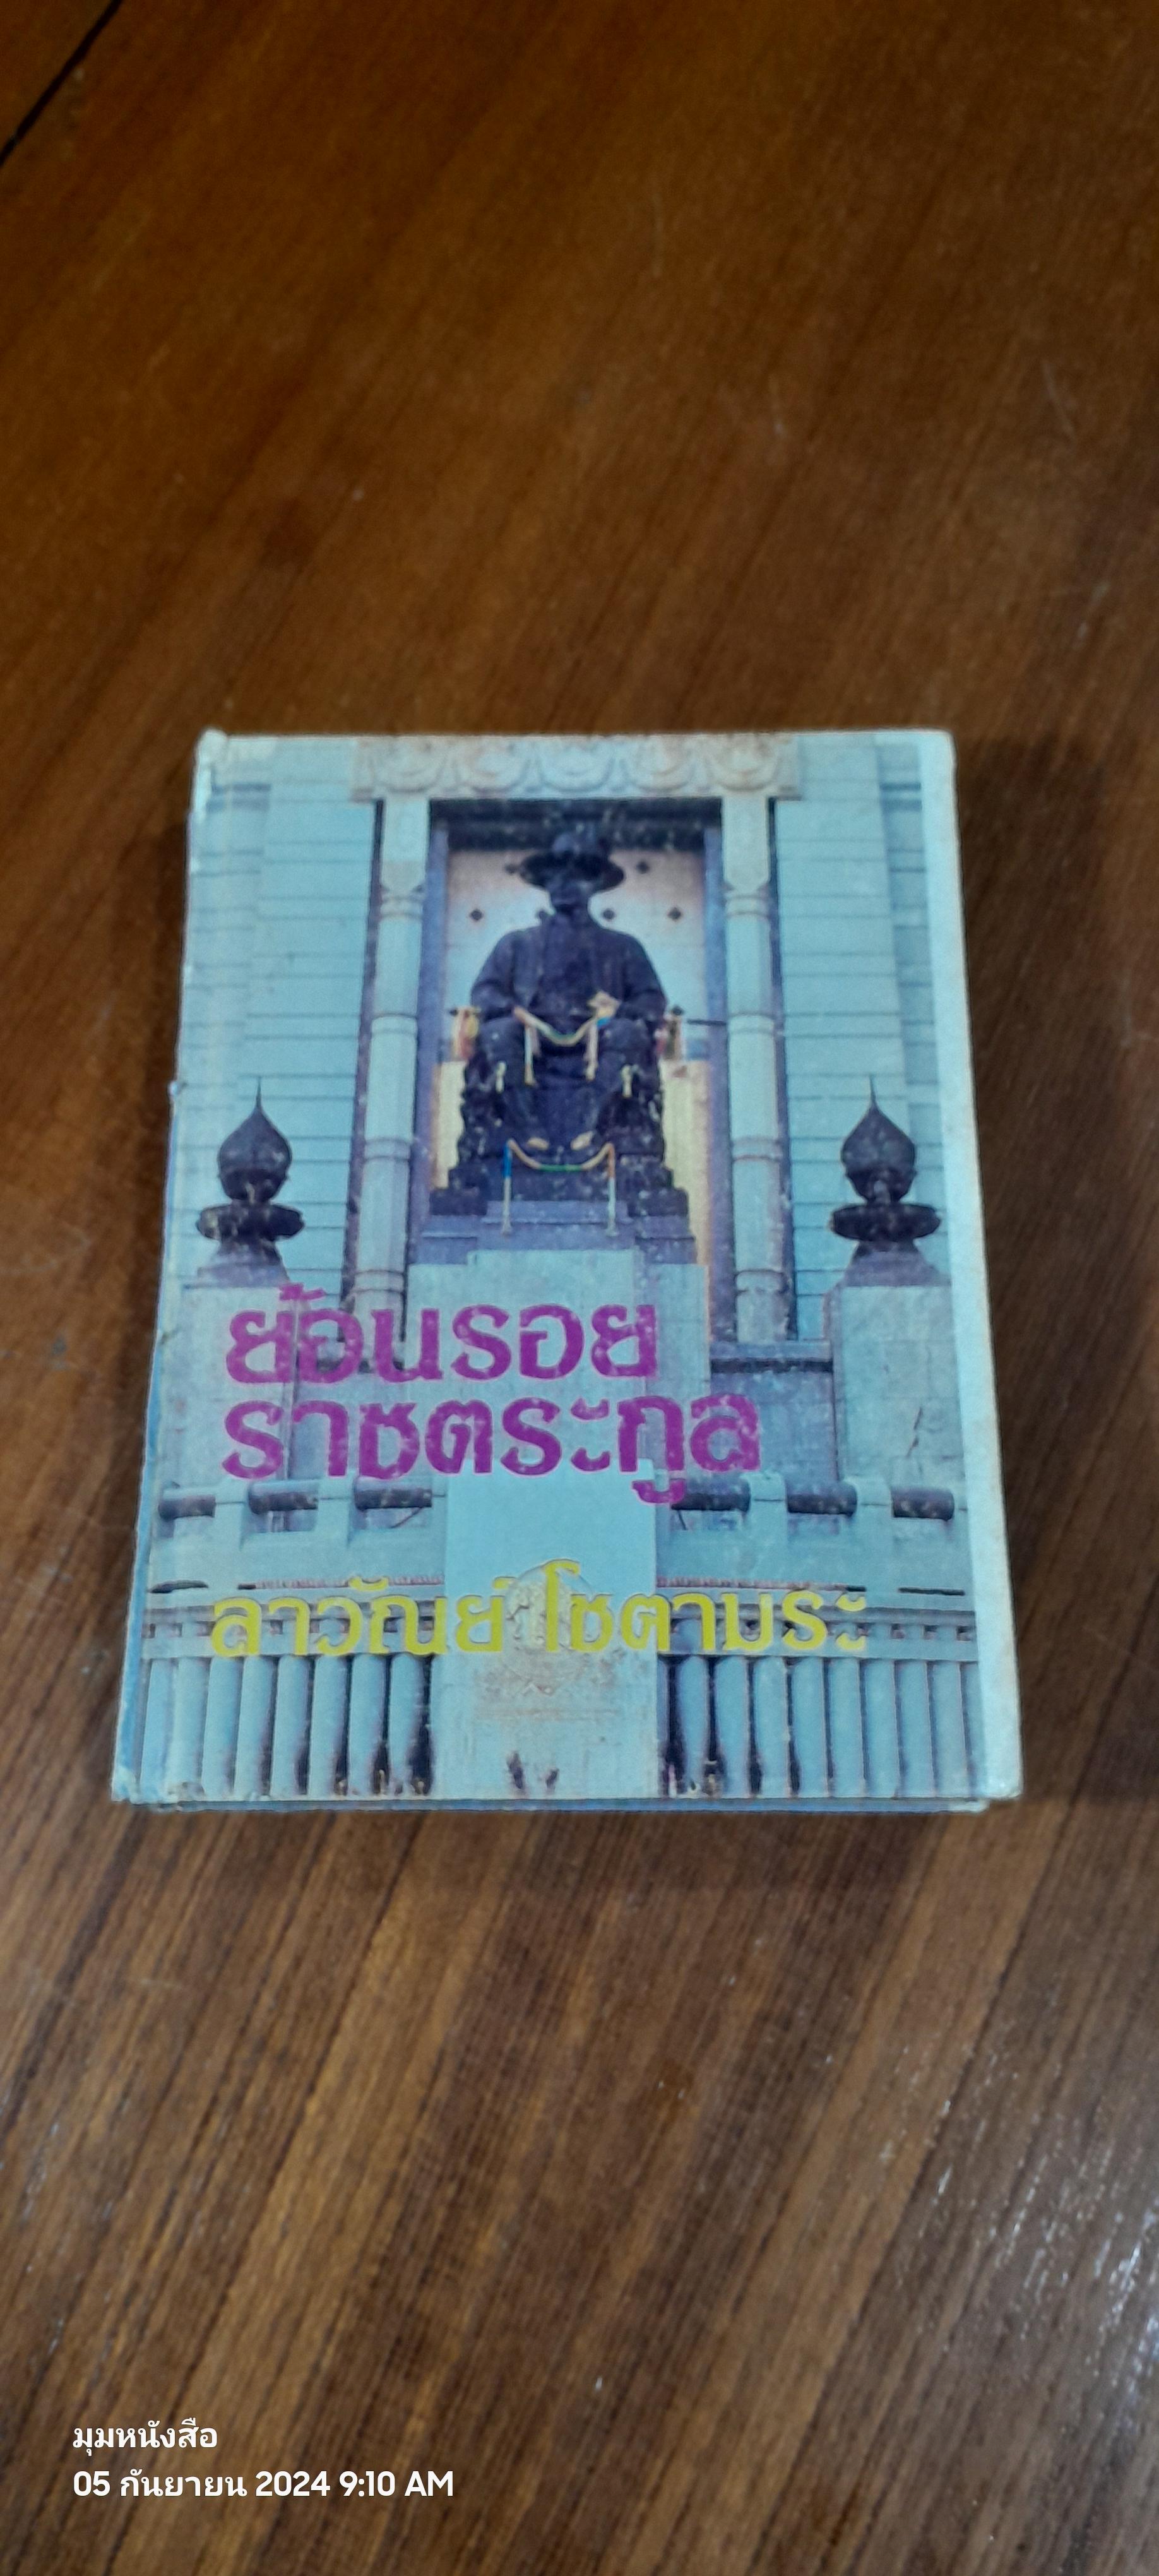 ย้อนรอย
ราชตระกูล
ลาวัณย์ โชตามระ
มุมหนังสือ
05 กันยายน 2024 9:10 AM